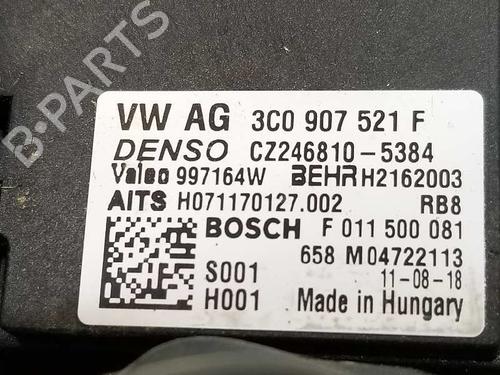 VW AG 3C0 907 521 F
DENSO CZ246810-5384
Valeo 997164W BEHR H2162003
AITS H071170127.002 RB8
BOSCH F 011 500 081
658 M04722113
S001 11-08-18
H001 Made in Hungary
B-PARTS